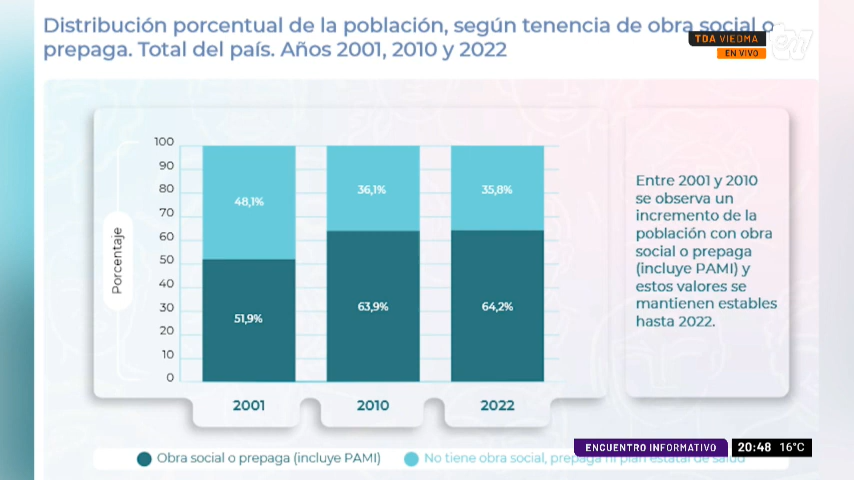 Distribución porcentual de la población, según tenencia de obra social o
prepaga. Total del país. Años 2001, 2010 y 2022
TDA VIEDMA
EN VIVO
Porcentaje
100
90
80
70
60
50
40
30
20
10
0
48,1%
36,1%
35,8%
51,9%
63,9%
64,2%
2001
2010
2022
Entre 2001 y 2010
se observa un
incremento de la
población con obra
social o prepaga
(incluye PAMI) y
estos valores se
mantienen estables
hasta 2022.
Obra social o prepaga (incluye PAMI)
No tiene obra social, prepaga ni plan estatal de salud
ENCUENTRO INFORMATIVO
20:48 16°C